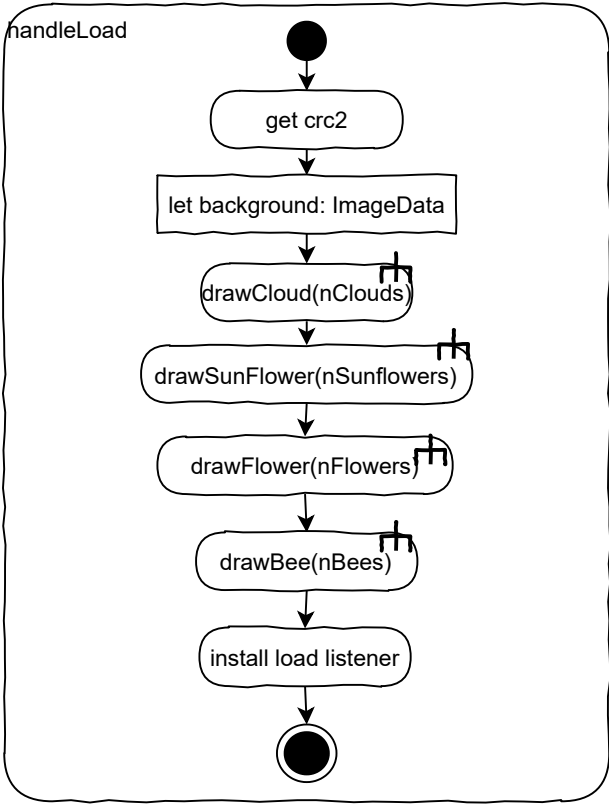 handleLoad
get crc2
let background: ImageData
drawCloud(nClouds)
drawSunFlower(nSunflowers)
drawFlower(nFlowers)
drawBee(nBees)
install load listener